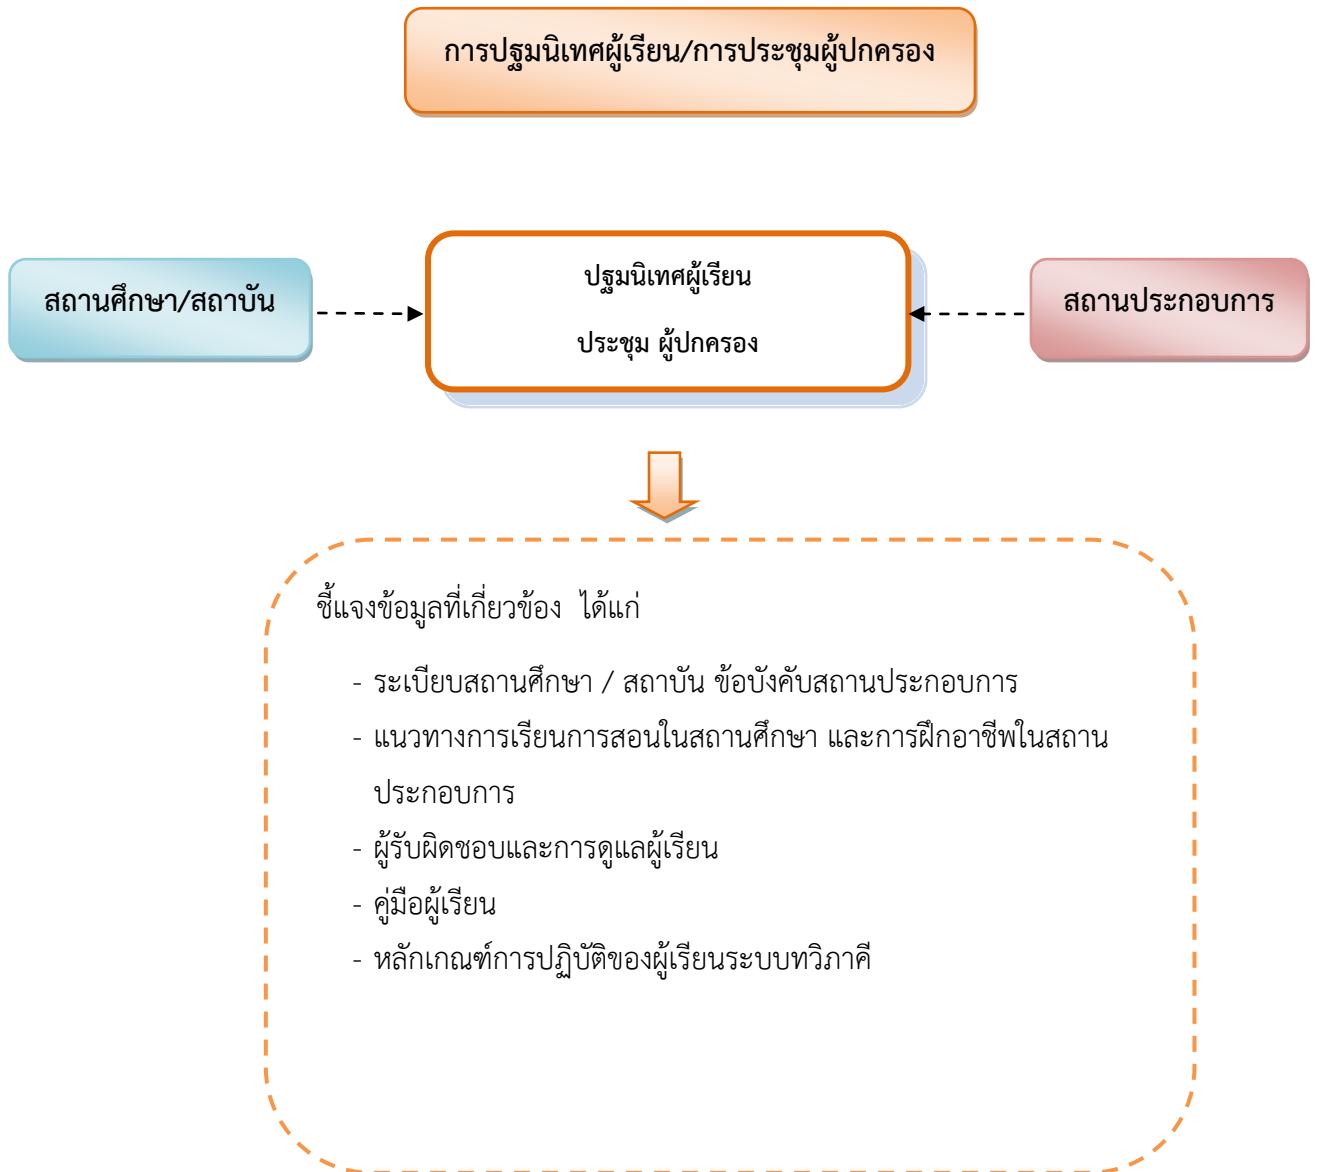 การปฐมนิเทศผู้เรียน/การประชุมผู้ปกครอง
สถานศึกษา/สถาบัน
ปฐมนิเทศผู้เรียน
ประชุม ผู้ปกครอง
สถานประกอบการ
ชี้แจงข้อมูลที่เกี่ยวข้อง ได้แก่
- ระเบียบสถานศึกษา / สถาบัน ข้อบังคับสถานประกอบการ
- แนวทางการเรียนการสอนในสถานศึกษา และการฝึกอาชีพในสถาน
ประกอบการ
- ผู้รับผิดชอบและการดูแลผู้เรียน
- คู่มือผู้เรียน
- หลักเกณฑ์การปฏิบัติของผู้เรียนระบบทวิภาคี